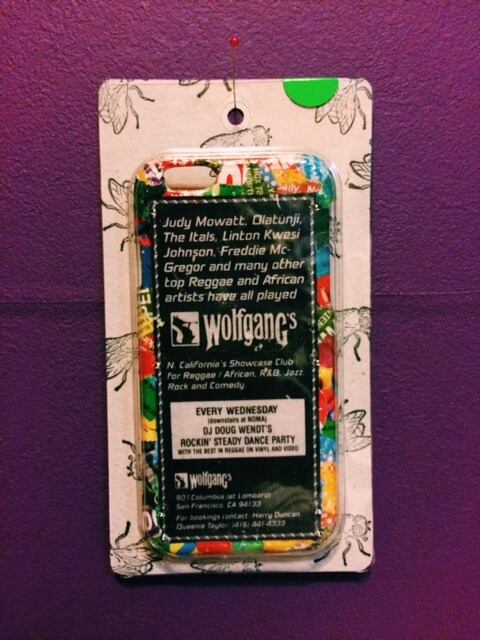 Judy Mowatt, Olatunji,
The Itals, Linton Kwesi
Johnson, Freddie Mc-
Gregor and many other
top Reggae and African
artists have all played
Wolfgang's
N. California's Showcase Club
for Reggae / African, R&B, Jazz,
Rock and Comedy.
EVERY WEDNESDAY
(downstairs at NOMA)
DJ DOUG WENDT'S
ROCKIN' STEADY DANCE PARTY
WITH THE BEST IN REGGAE ON VINYL AND VIDEO
Wolfgang's
901 Columbus (at Lombard)
San Francisco, CA 94133
For bookings contact: Harry Duncan,
Queenie Taylor: (415) 441-4333